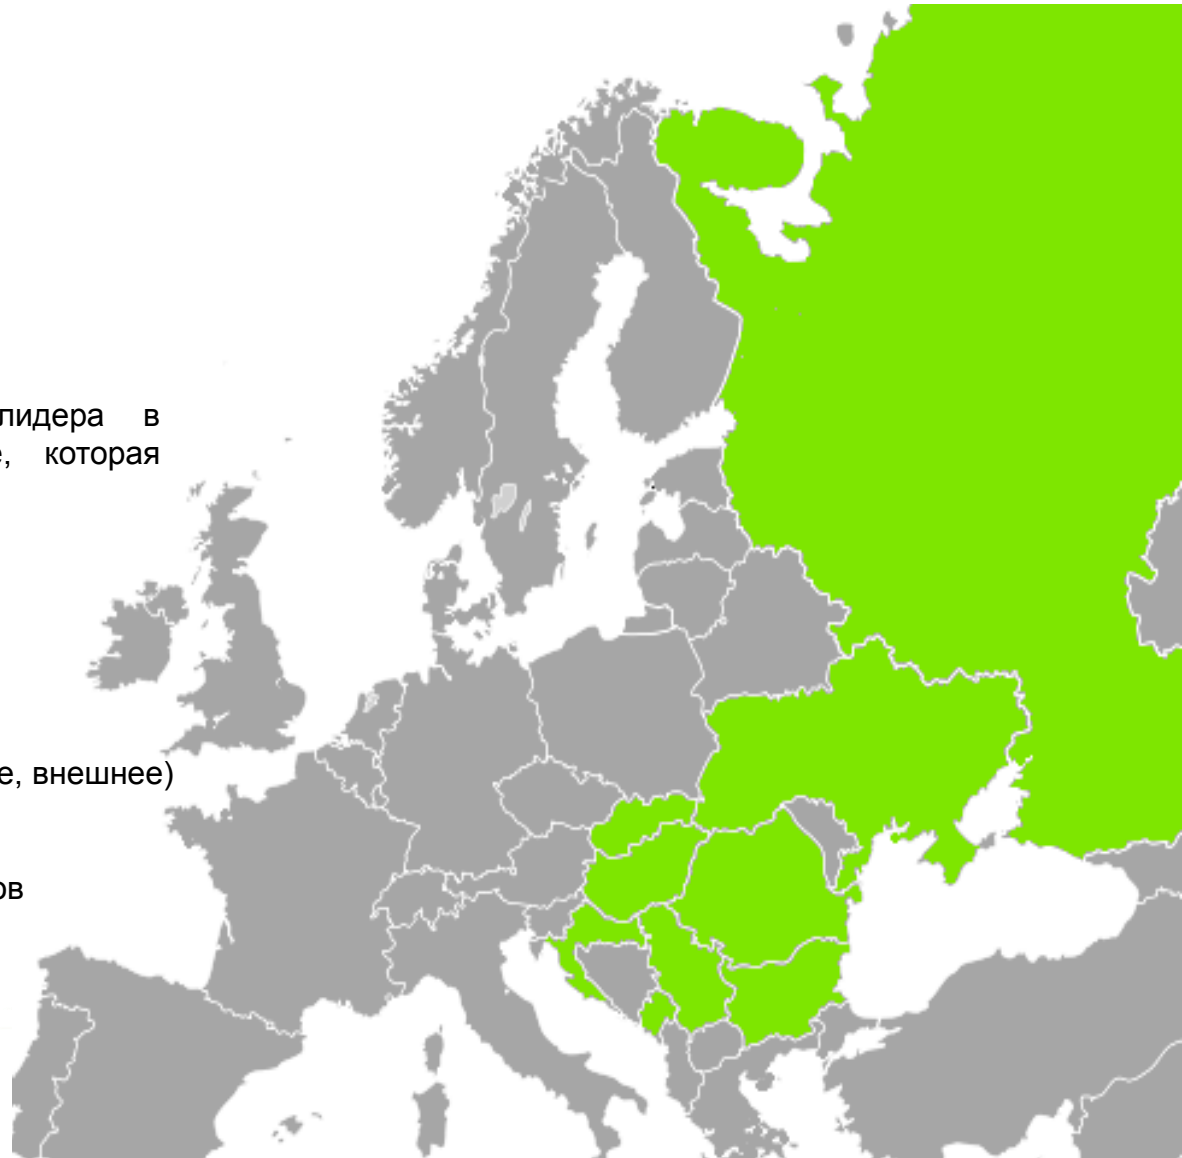 лидера в
, которая
е, внешнее)
ов